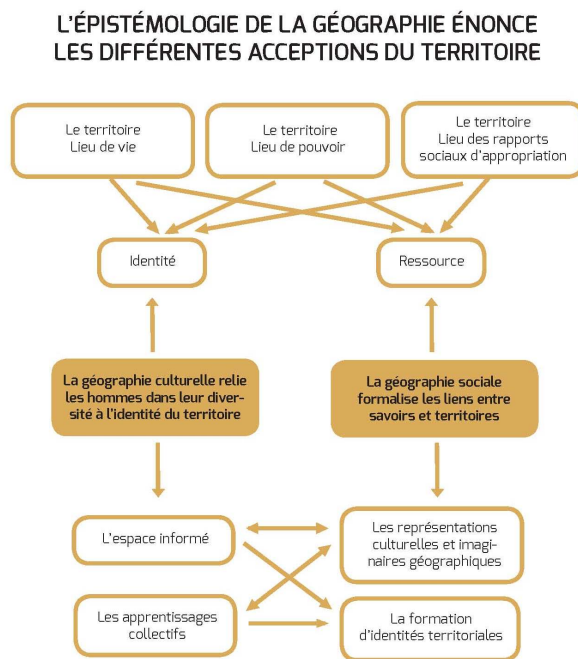 L'ÉPISTÉMOLOGIE DE LA GÉOGRAPHIE ÉNONCE
LES DIFFÉRENTES ACCEPTIONS DU TERRITOIRE
Le territoire
Lieu de vie
Le territoire
Lieu de pouvoir
Le territoire
Lieu des rapports
sociaux d'appropriation
Identité
Ressource
La géographie culturelle relie
les hommes dans leur diver-
sité à l'identité du territoire
La géographie sociale
formalise les liens entre
savoirs et territoires
L'espace informé
Les représentations
culturelles et imagi-
naires géographiques
Les apprentissages
collectifs
La formation
d'identités territoriales